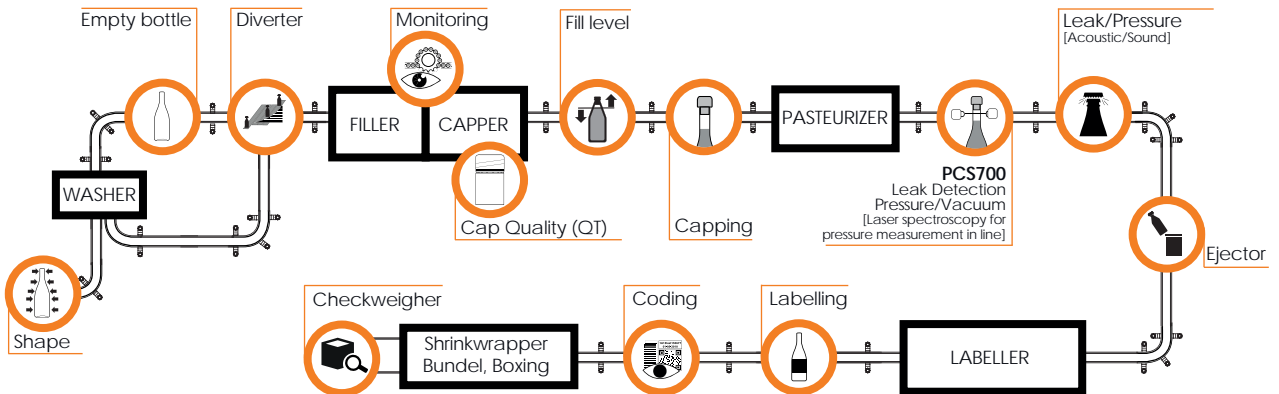 Empty bottle
Diverter
Monitoring
Fill level
Leak/Pressure
[Acoustic/Sound]
FILLER
CAPPER
PASTEURIZER
WASHER
PCS700
Leak Detection
Pressure/Vacuum
[Laser spectroscopy for
pressure measurement in line]
Cap Quality (QT)
Capping
Ejector
Shape
Checkweigher
Coding
Labelling
Shrinkwrapper
Bundel, Boxing
LABELLER